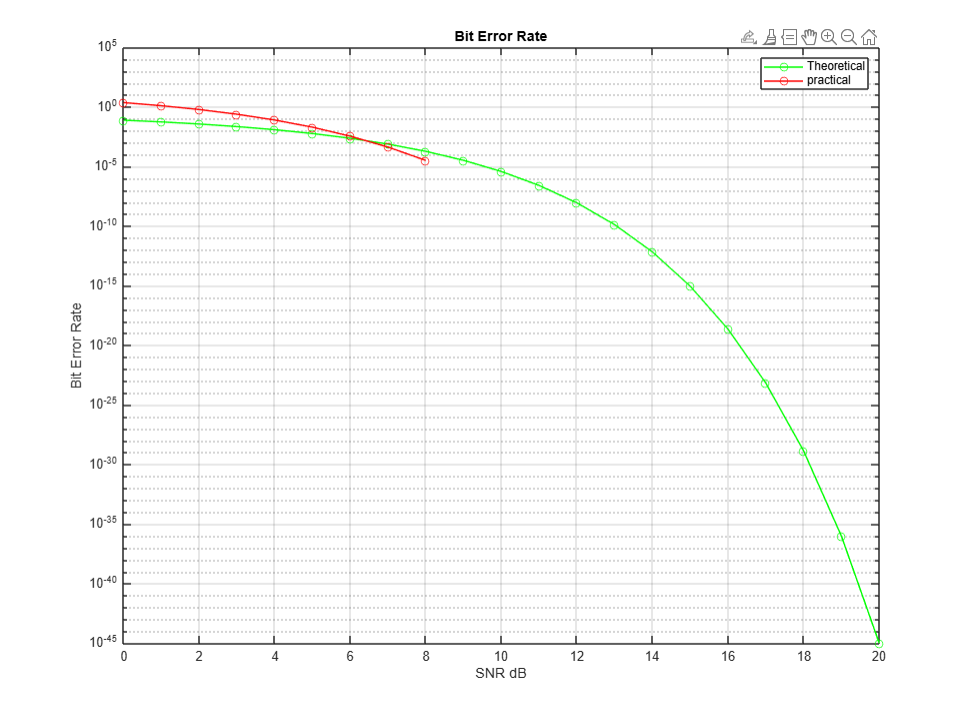 Bit Error Rate
Theoretical
practical
10^5
10^0
10^-5
10^-10
10^-15
10^-20
10^-25
10^-30
10^-35
10^-40
10^-45
Bit Error Rate
0 2 4 6 8 10 12 14 16 18 20
SNR dB